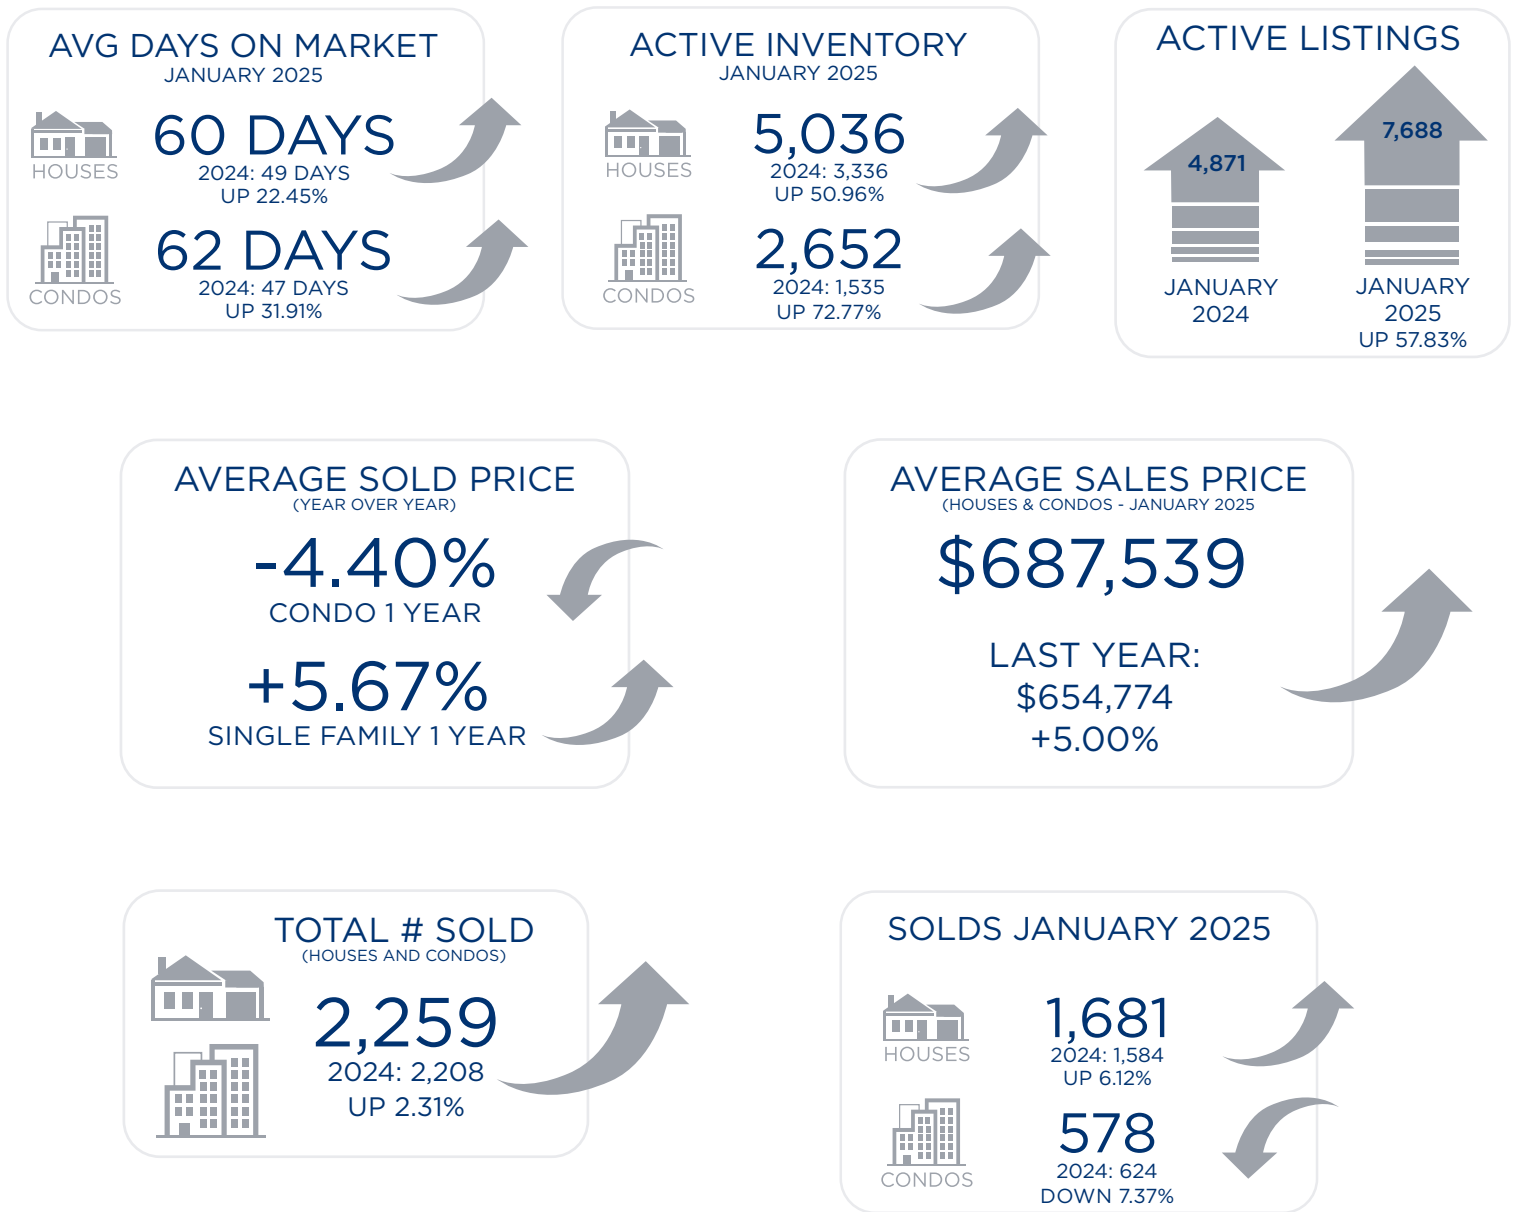 AVG DAYS ON MARKET
JANUARY 2025
60 DAYS
2024: 49 DAYS
UP 22.45%
HOUSES
62 DAYS
2024: 47 DAYS
UP 31.91%
CONDOS
ACTIVE INVENTORY
JANUARY 2025
5,036
2024: 3,336
UP 50.96%
HOUSES
2,652
2024: 1,535
UP 72.77%
CONDOS
ACTIVE LISTINGS
4,871
JANUARY
2024
7,688
JANUARY
2025
UP 57.83%
AVERAGE SOLD PRICE
(YEAR OVER YEAR)
-4.40%
CONDO 1 YEAR
+5.67%
SINGLE FAMILY 1 YEAR
AVERAGE SALES PRICE
(HOUSES & CONDOS - JANUARY 2025
$687,539
LAST YEAR:
$654,774
+5.00%
TOTAL # SOLD
(HOUSES AND CONDOS)
2,259
2024: 2,208
UP 2.31%
SOLDS JANUARY 2025
1,681
2024: 1,584
UP 6.12%
HOUSES
578
2024: 624
DOWN 7.37%
CONDOS